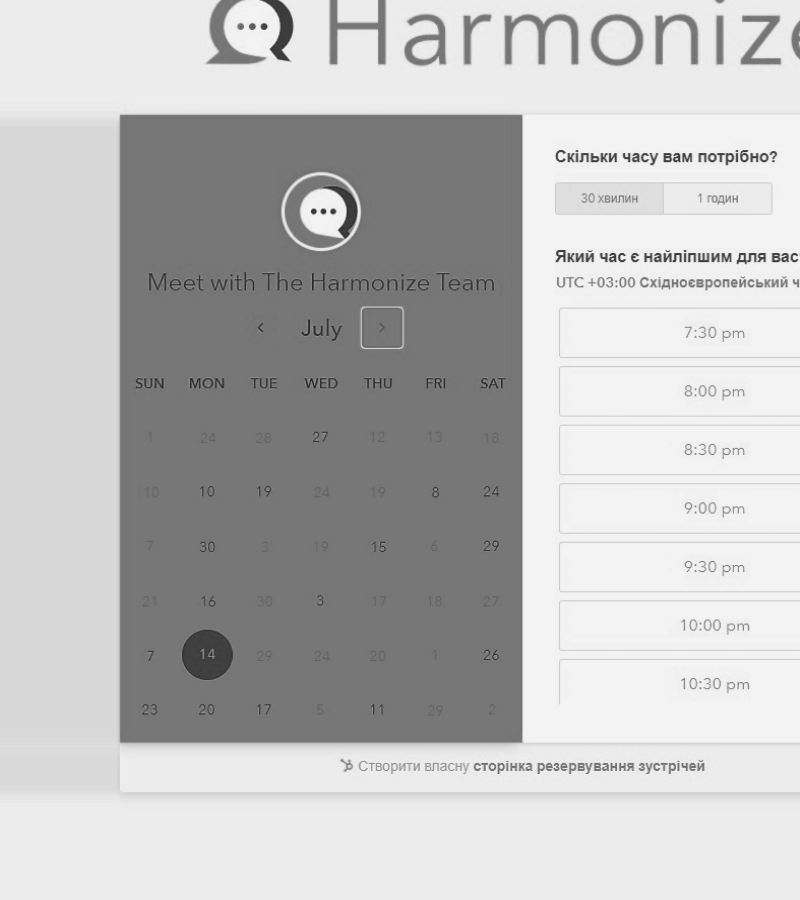 Harmonize
Meet with The Harmonize Team
July
SUN MON TUE WED THU FRI SAT
1 24 28 27 12 13 18
10 10 19 24 19 8 24
7 30 3 19 15 6 29
21 16 30 3 17 18 27
7 14 29 24 20 1 26
23 20 17 5 11 29 2
Скільки часу вам потрібно?
30 хвилин 1 годин
Який час є найліпшим для вас
UTC +03:00 Східноєвропейський ч
7:30 pm
8:00 pm
8:30 pm
9:00 pm
9:30 pm
10:00 pm
10:30 pm
Створити власну сторінка резервування зустрічей